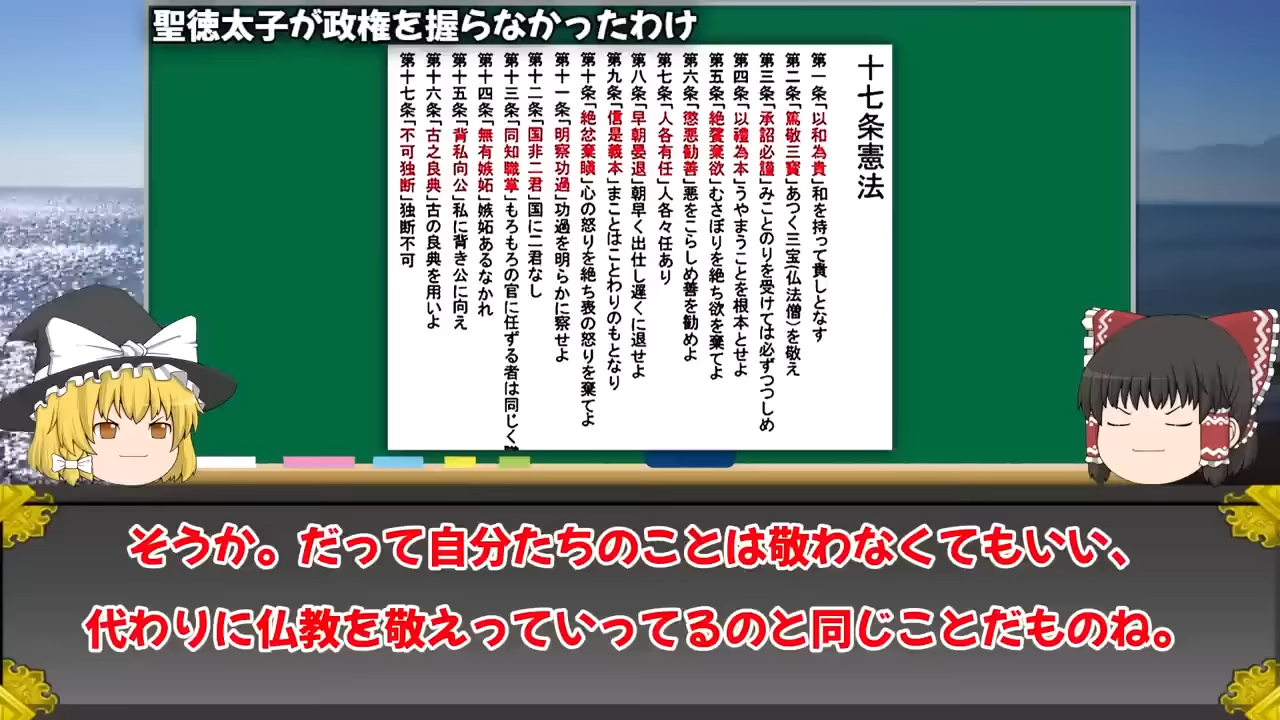 聖徳太子が政権を握らなかったわけ
十七条憲法
第一条「以和為貴」和を持って貴しとなす
第二条「篤敬三寳」あつく三宝(仏法僧)を敬え
第三条「承詔必謹」みことのりを受けては必ずつつしめ
第四条「以禮為本」うやまうことを根本とせよ
第五条「絶餮棄欲」むさぼりを絶ち欲を棄てよ
第六条「懲悪勧善」悪をこらしめ善を勧めよ
第七条「人各有任」人各々任あり
第八条「早朝晏退」朝早く出仕し遅くに退せよ
第九条「信是義本」まことはことわりのもとなり
第十条「絶忿棄瞋」心の怒りを絶ち表の怒りを棄てよ
第十一条「明察功過」功過を明らかに察せよ
第十二条「国非二君」国に二君なし
第十三条「同知職掌」もろもろの官に任ずる者は同じく
第十四条「無有嫉妬」嫉妬あるなかれ
第十五条「背私向公」私に背き公に向え
第十六条「古之良典」古の良典を用いよ
第十七条「不可独断」独断不可
そうか。だって自分たちのことは敬わなくてもいい、
代わりに仏教を敬えっていってるのと同じことだものね。